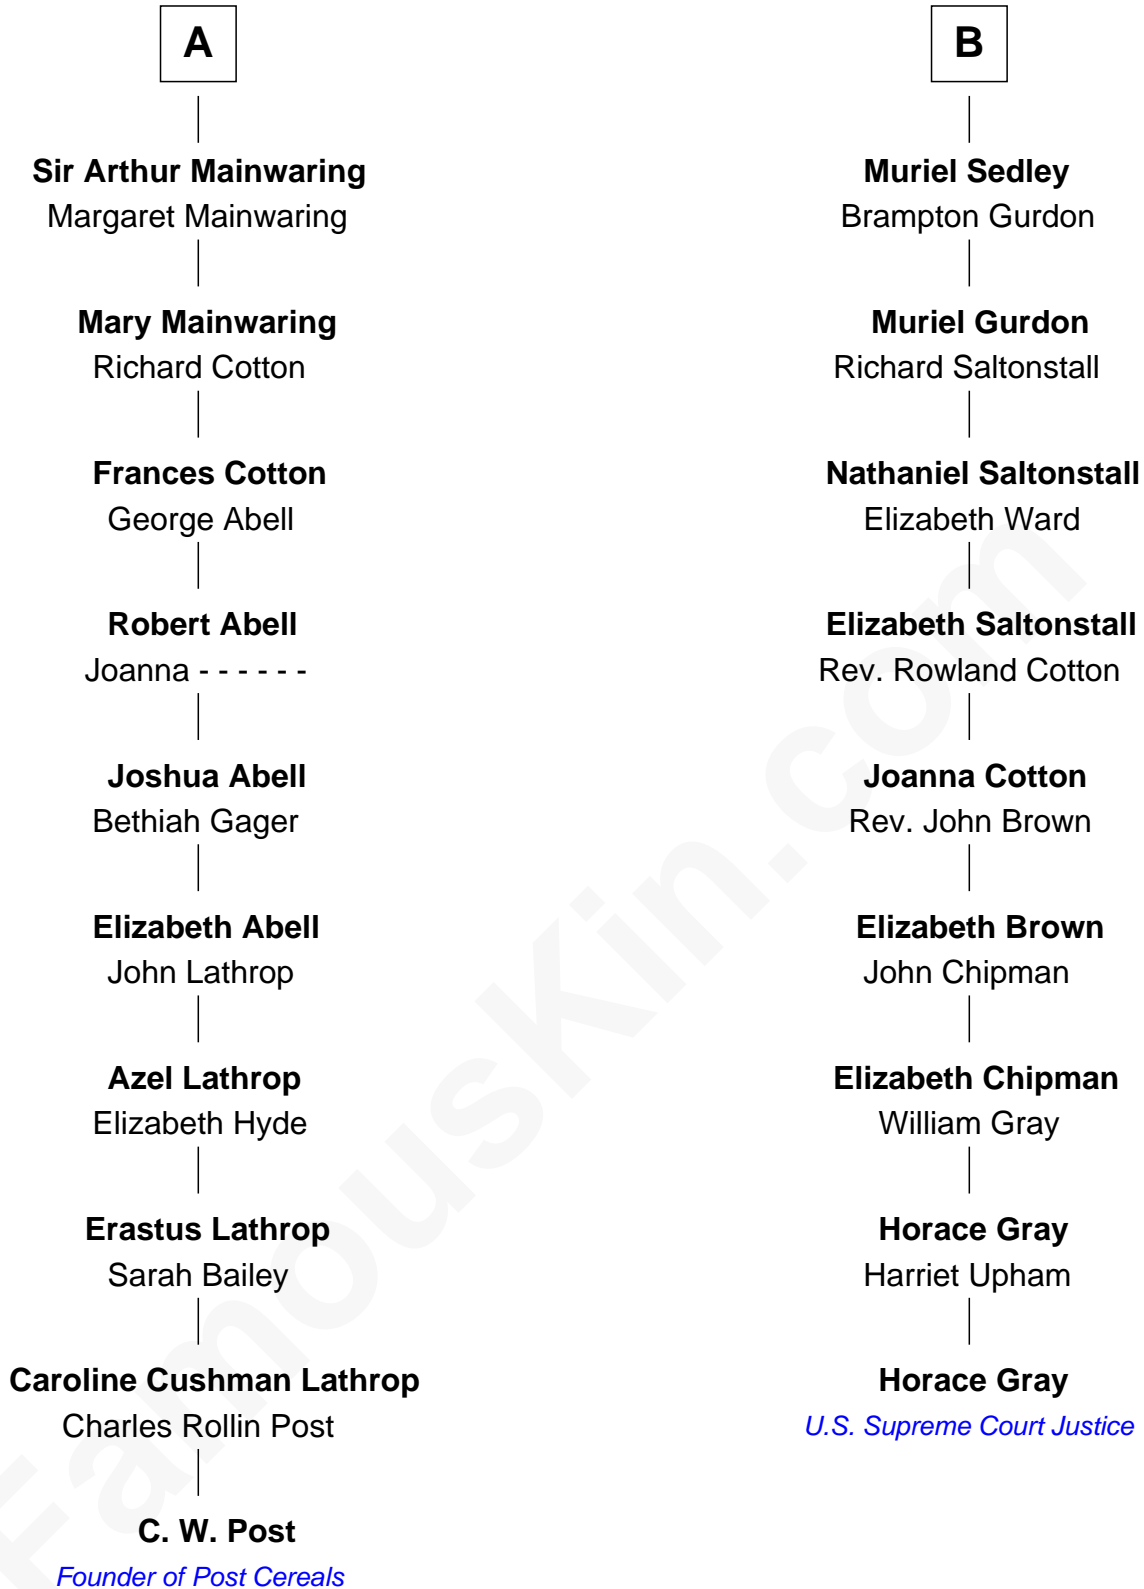 A
Sir Arthur Mainwaring
Margaret Mainwaring
Mary Mainwaring
Richard Cotton
Frances Cotton
George Abell
Robert Abell
Joanna - - - - - -
Joshua Abell
Bethiah Gager
Elizabeth Abell
John Lathrop
Azel Lathrop
Elizabeth Hyde
Erastus Lathrop
Sarah Bailey
Caroline Cushman Lathrop
Charles Rollin Post
C. W. Post
Founder of Post Cereals
B
Muriel Sedley
Brampton Gurdon
Muriel Gurdon
Richard Saltonstall
Nathaniel Saltonstall
Elizabeth Ward
Elizabeth Saltonstall
Rev. Rowland Cotton
Joanna Cotton
Rev. John Brown
Elizabeth Brown
John Chipman
Elizabeth Chipman
William Gray
Horace Gray
Harriet Upham
Horace Gray
U.S. Supreme Court Justice
FamousKin.com